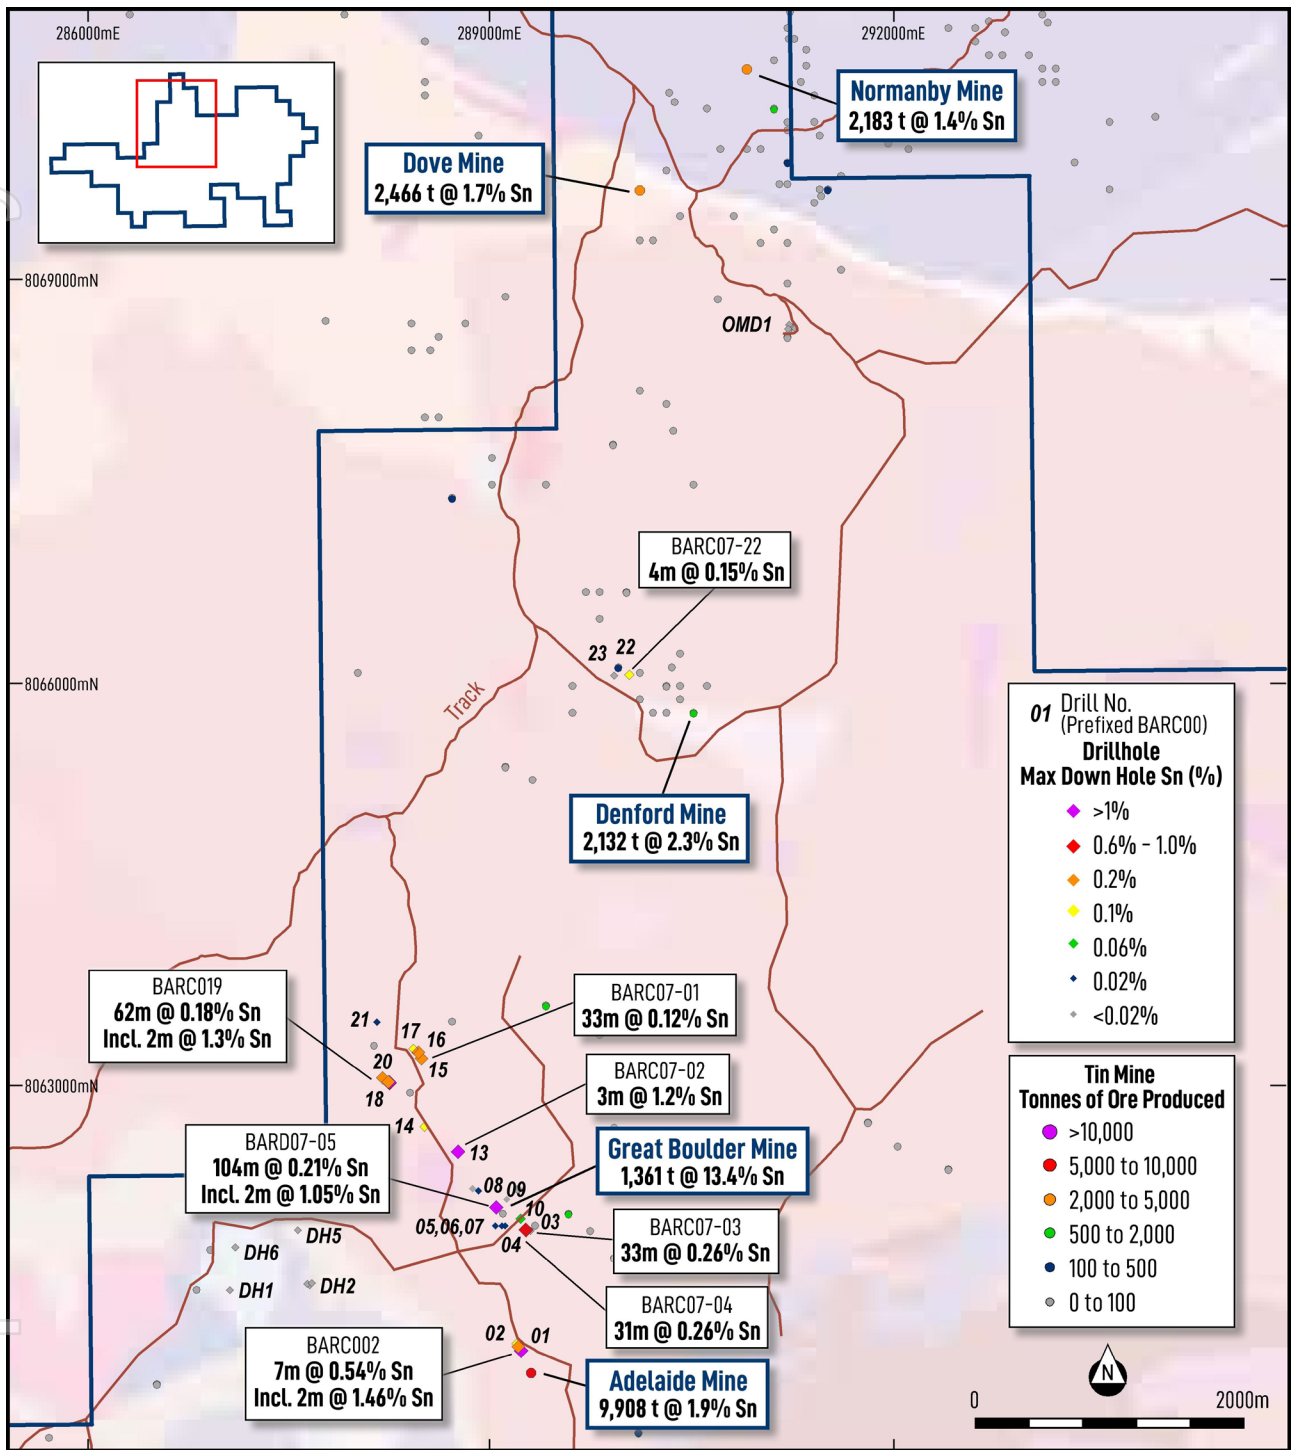 286000mE
289000mE
292000mE
Normanby Mine
2,183 t @ 1.4% Sn
Dove Mine
2,466 t @ 1.7% Sn
8069000mN
OMD1
BARC07-22
4m @ 0.15% Sn
23
22
8066000mN
Track
01 Drill No.
(Prefixed BARC00)
Drillhole
Max Down Hole Sn (%)
>1%
0.6% - 1.0%
0.2%
0.1%
0.06%
0.02%
<0.02%
Denford Mine
2,132 t @ 2.3% Sn
BARC019
62m @ 0.18% Sn
Incl. 2m @ 1.3% Sn
21
17
16
15
20
18
BARC07-01
33m @ 0.12% Sn
8063000mN
BARC07-02
3m @ 1.2% Sn
14
13
Tin Mine
Tonnes of Ore Produced
>10,000
5,000 to 10,000
2,000 to 5,000
500 to 2,000
100 to 500
0 to 100
BARD07-05
104m @ 0.21% Sn
Incl. 2m @ 1.05% Sn
Great Boulder Mine
1,361 t @ 13.4% Sn
08
09
10
05,06,07
03
04
BARC07-03
33m @ 0.26% Sn
DH5
DH6
DH1
DH2
BARC07-04
31m @ 0.26% Sn
02
01
BARC002
7m @ 0.54% Sn
Incl. 2m @ 1.46% Sn
Adelaide Mine
9,908 t @ 1.9% Sn
N
0
2000m